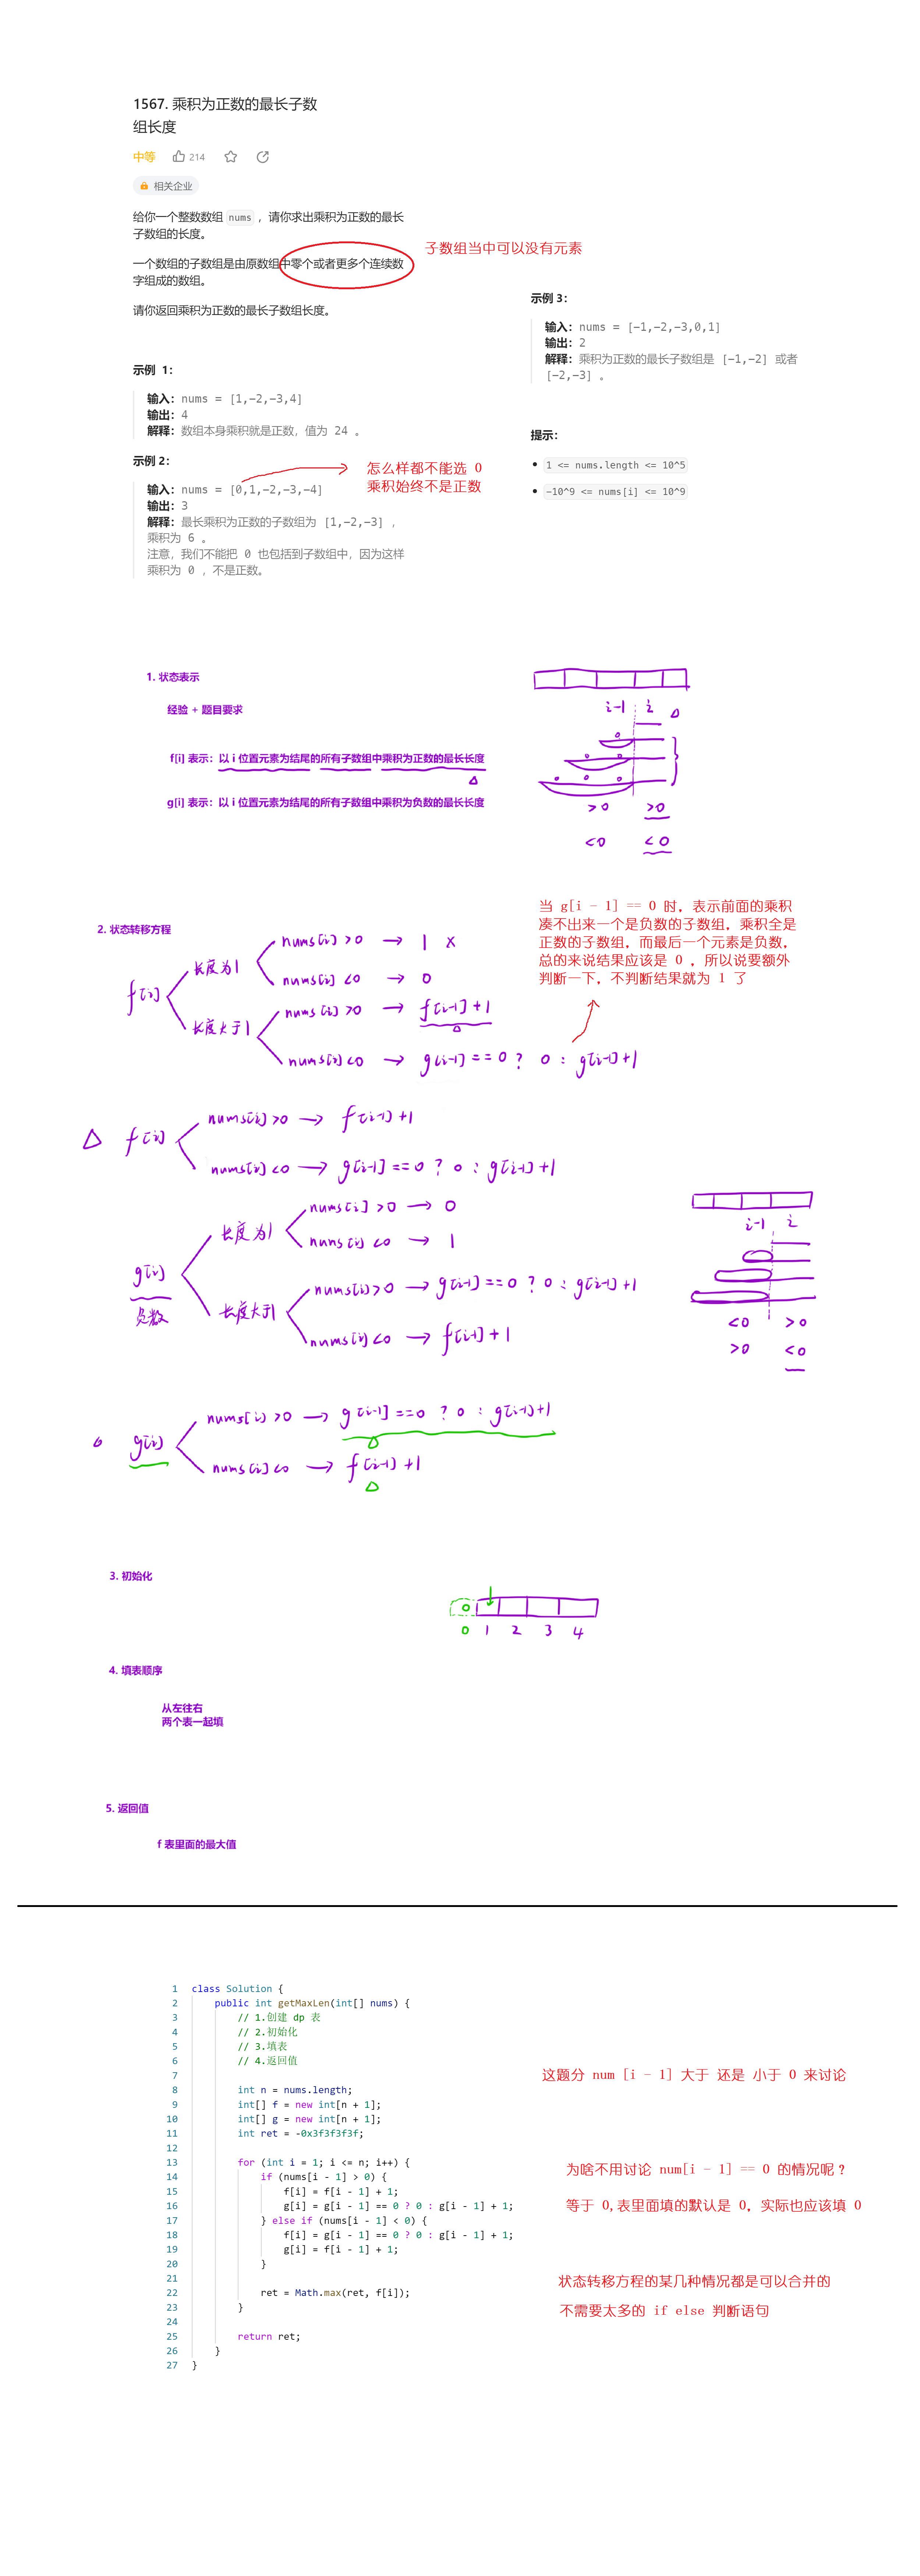 1567. 乘积为正数的最长子数
组长度
中等 214
相关企业
给你一个整数数组 nums ，请你求出乘积为正数的最长
子数组的长度。
一个数组的子数组是由原数组中零个或者更多个连续数
字组成的数组。
子数组当中可以没有元素
请你返回乘积为正数的最长子数组长度。
示例 1:
输入：nums = [1,-2,-3,4]
输出：4
解释：数组本身乘积就是正数，值为 24 。
示例 2:
输入：nums = [0,1,-2,-3,-4]
输出：3
解释：最长乘积为正数的子数组为 [1,-2,-3] ，
乘积为 6 。
注意，我们不能把 0 也包括到子数组中，因为这样
乘积为 0 ，不是正数。
怎么样都不能选 0
乘积始终不是正数
示例 3:
输入：nums = [-1,-2,-3,0,1]
输出：2
解释：乘积为正数的最长子数组是 [-1,-2] 或者
[-2,-3] 。
提示：
1 <= nums.length <= 10^5
-10^9 <= nums[i] <= 10^9
1. 状态表示
经验 + 题目要求
f[i] 表示：以 i 位置元素为结尾的所有子数组中乘积为正数的最长长度
g[i] 表示：以 i 位置元素为结尾的所有子数组中乘积为负数的最长长度
i-1 i
>0 >0
<0 <0
2. 状态转移方程
f[i]
长度为1
nums[i]>0 → 1 x
nums[i]<0 → 0
长度大于1
nums[i]>0 → f[i-1]+1
nums[i]<0 → g[i-1]==0 ? 0 : g[i-1]+1
当 g[i - 1] == 0 时，表示前面的乘积
凑不出来一个是负数的子数组，乘积全是
正数的子数组，而最后一个元素是负数，
总的来说结果应该是 0 ，所以说要额外
判断一下，不判断结果就为 1 了
f[i]
nums[i]>0 → f[i-1]+1
nums[i]<0 → g[i-1]==0 ? 0 : g[i-1]+1
g[i]
负数
长度为1
nums[i]>0 → 0
nums[i]<0 → 1
长度大于1
nums[i]>0 → g[i-1]==0 ? 0 : g[i-1]+1
nums[i]<0 → f[i-1]+1
i-1 i
<0 >0
>0 <0
g[i]
nums[i]>0 → g[i-1]==0 ? 0 : g[i-1]+1
nums[i]<0 → f[i-1]+1
3. 初始化
0
0 1 2 3 4
4. 填表顺序
从左往右
两个表一起填
5. 返回值
f 表里面的最大值
1 class Solution {
2 public int getMaxLen(int[] nums) {
3 // 1.创建 dp 表
4 // 2.初始化
5 // 3.填表
6 // 4.返回值
7
8 int n = nums.length;
9 int[] f = new int[n + 1];
10 int[] g = new int[n + 1];
11 int ret = -0x3f3f3f3f;
12
13 for (int i = 1; i <= n; i++) {
14 if (nums[i - 1] > 0) {
15 f[i] = f[i - 1] + 1;
16 g[i] = g[i - 1] == 0 ? 0 : g[i - 1] + 1;
17 } else if (nums[i - 1] < 0) {
18 f[i] = g[i - 1] == 0 ? 0 : g[i - 1] + 1;
19 g[i] = f[i - 1] + 1;
20 }
21
22 ret = Math.max(ret, f[i]);
23 }
24
25 return ret;
26 }
27 }
这题分 num [i - 1] 大于 还是 小于 0 来讨论
为啥不用讨论 num[i - 1] == 0 的情况呢？
等于 0,表里面填的默认是 0，实际也应该填 0
状态转移方程的某几种情况都是可以合并的
不需要太多的 if else 判断语句